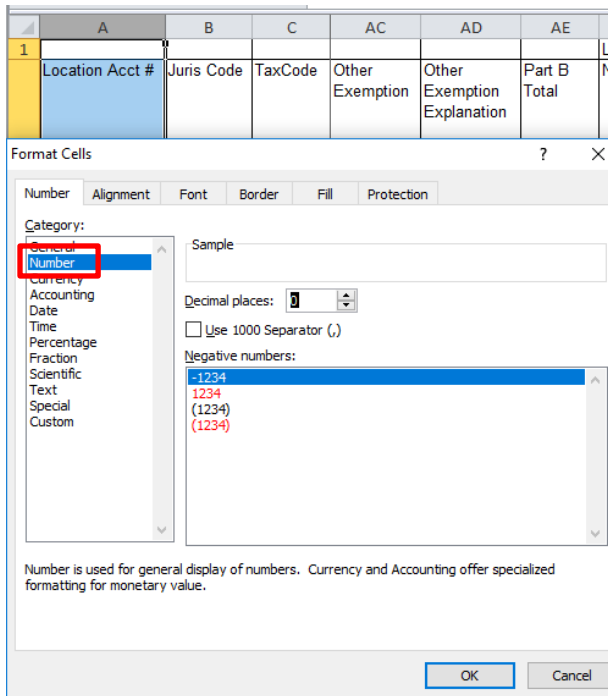 A B C AC AD AE
1 L
Location Acct # Juris Code TaxCode Other Other Part B N
Exemption Exemption Total
Explanation
Format Cells ? ×
Number Alignment Font Border Fill Protection
Category:
General
Number
Currency
Accounting
Date
Time
Percentage
Fraction
Scientific
Text
Special
Custom
Sample
Decimal places: 0
Use 1000 Separator (,)
Negative numbers:
-1234
1234
(1234)
(1234)
Number is used for general display of numbers. Currency and Accounting offer specialized
formatting for monetary value.
OK Cancel